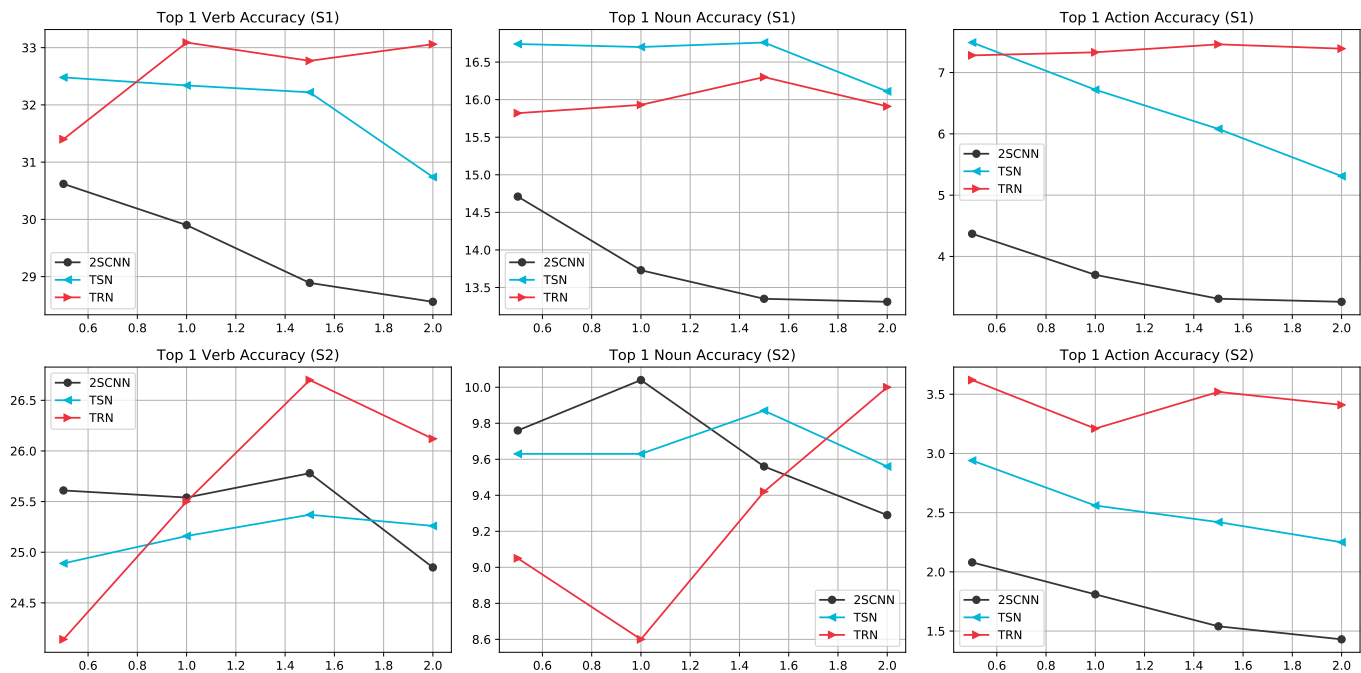 Top 1 Verb Accuracy (S1)
33
32
31
30
29
2SCNN
TSN
TRN
0.6 0.8 1.0 1.2 1.4 1.6 1.8 2.0
Top 1 Noun Accuracy (S1)
16.5
16.0
15.5
15.0
14.5
14.0
13.5
2SCNN
TSN
TRN
0.6 0.8 1.0 1.2 1.4 1.6 1.8 2.0
Top 1 Action Accuracy (S1)
7
6
5
4
2SCNN
TSN
TRN
0.6 0.8 1.0 1.2 1.4 1.6 1.8 2.0
Top 1 Verb Accuracy (S2)
26.5
26.0
25.5
25.0
24.5
2SCNN
TSN
TRN
0.6 0.8 1.0 1.2 1.4 1.6 1.8 2.0
Top 1 Noun Accuracy (S2)
10.0
9.8
9.6
9.4
9.2
9.0
8.8
8.6
2SCNN
TSN
TRN
0.6 0.8 1.0 1.2 1.4 1.6 1.8 2.0
Top 1 Action Accuracy (S2)
3.5
3.0
2.5
2.0
1.5
2SCNN
TSN
TRN
0.6 0.8 1.0 1.2 1.4 1.6 1.8 2.0